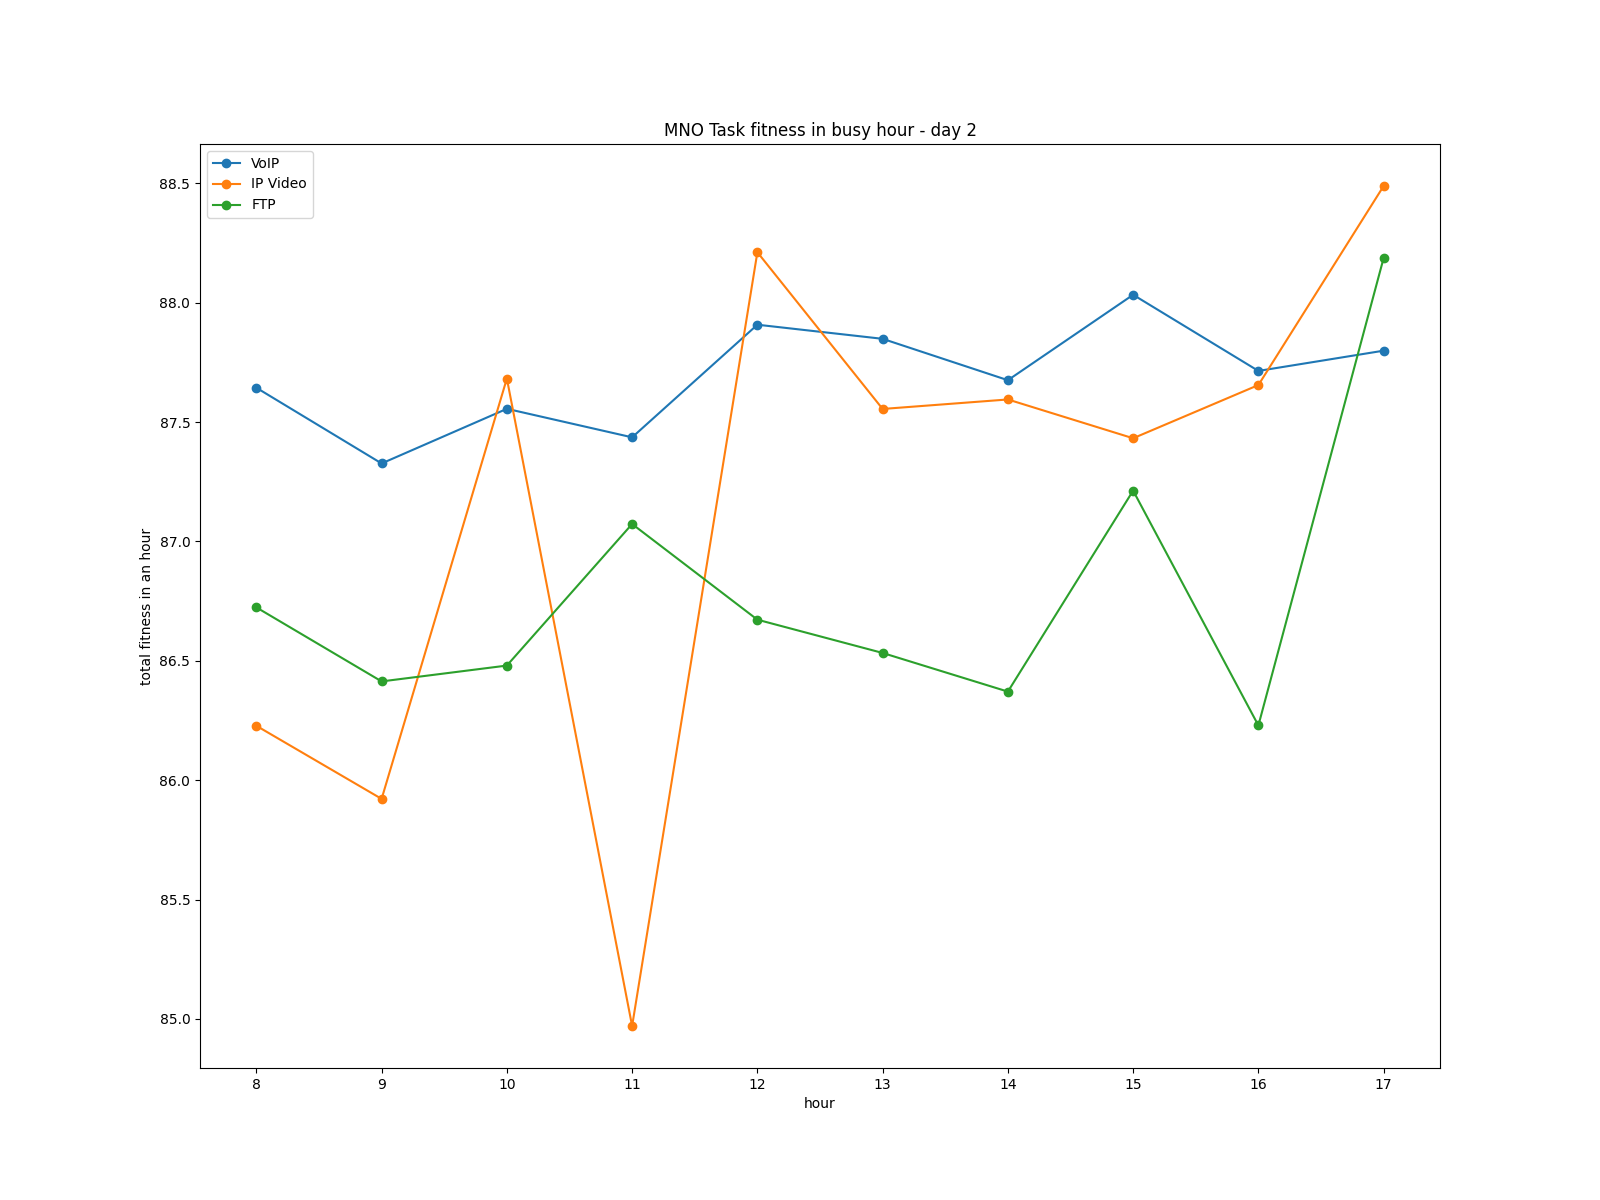 MNO Task fitness in busy hour - day 2
VoIP
IP Video
FTP
88.5
88.0
87.5
87.0
86.5
86.0
85.5
85.0
total fitness in an hour
8 9 10 11 12 13 14 15 16 17
hour